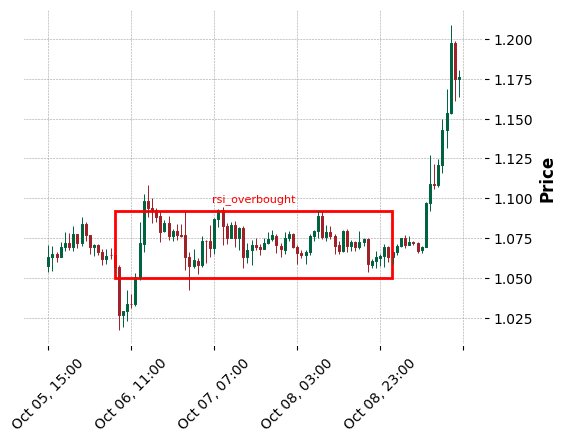 1.200
1.175
1.150
1.125
1.100
1.075
1.050
1.025
Price
rsi_overbought
Oct 05, 15:00
Oct 06, 11:00
Oct 07, 07:00
Oct 08, 03:00
Oct 08, 23:00